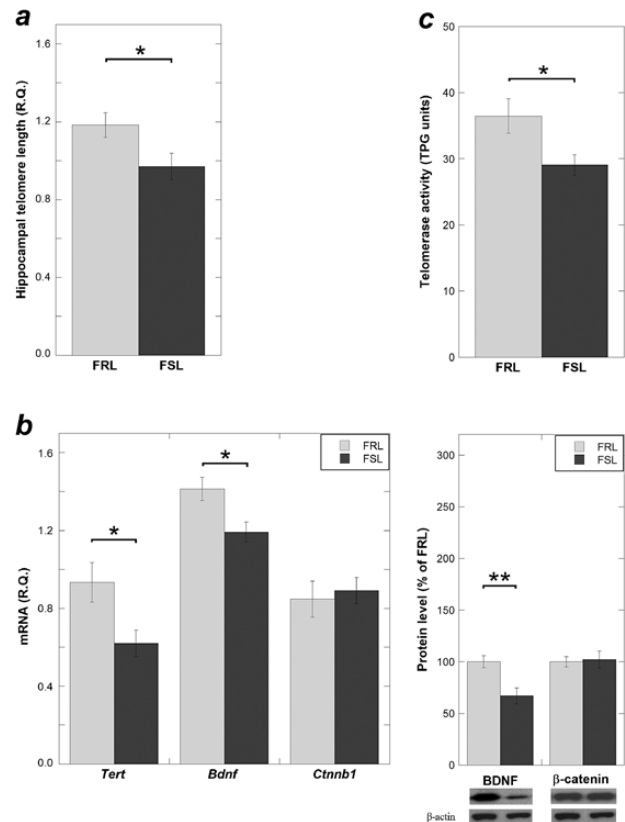 a
Hippocampal telomere length (R.Q.)
1.6
1.2
0.8
0.4
0.0
*
FRL FSL
c
Telomerase activity (TPG units)
50
40
30
20
10
0
*
FRL FSL
b
mRNA (R.Q.)
1.6
1.2
0.8
0.4
0.0
*
*
FRL
FSL
Tert Bdnf Ctnnb1
Protein level (% of FRL)
300
250
200
150
100
50
0
**
FRL
FSL
BDNF β-catenin
β-actin